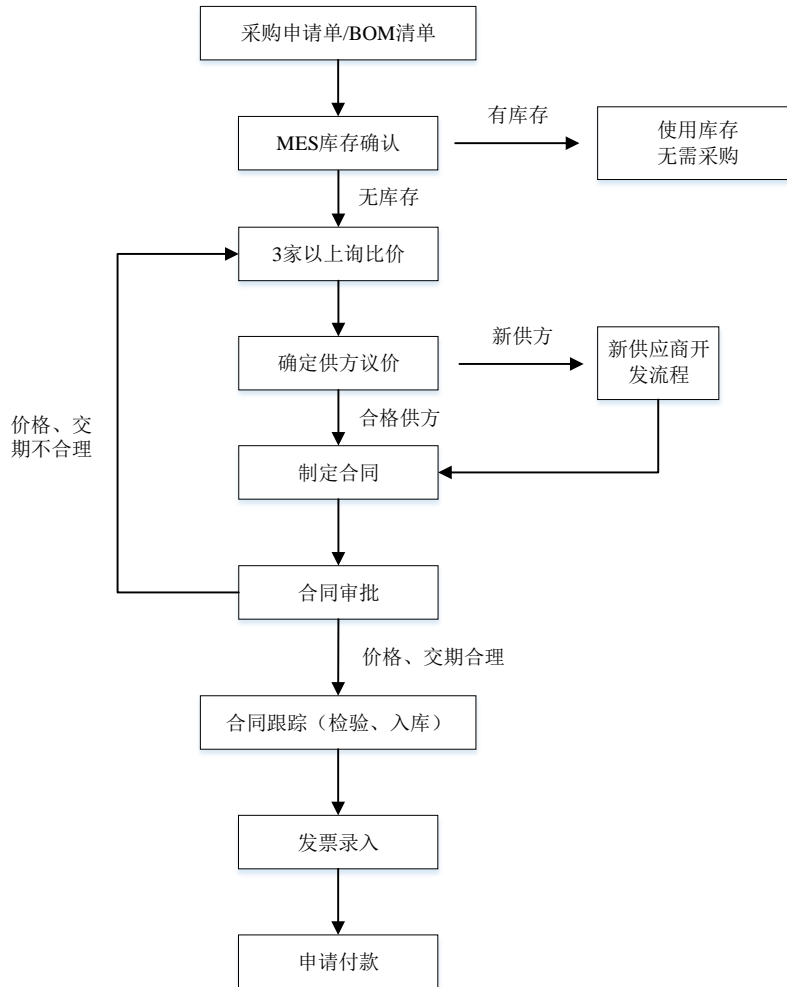 采购申请单/BOM清单
MES库存确认
有库存
使用库存
无需采购
无库存
3家以上询比价
确定供方议价
新供方
新供应商开
发流程
合格供方
价格、交
期不合理
制定合同
合同审批
价格、交期合理
合同跟踪（检验、入库）
发票录入
申请付款